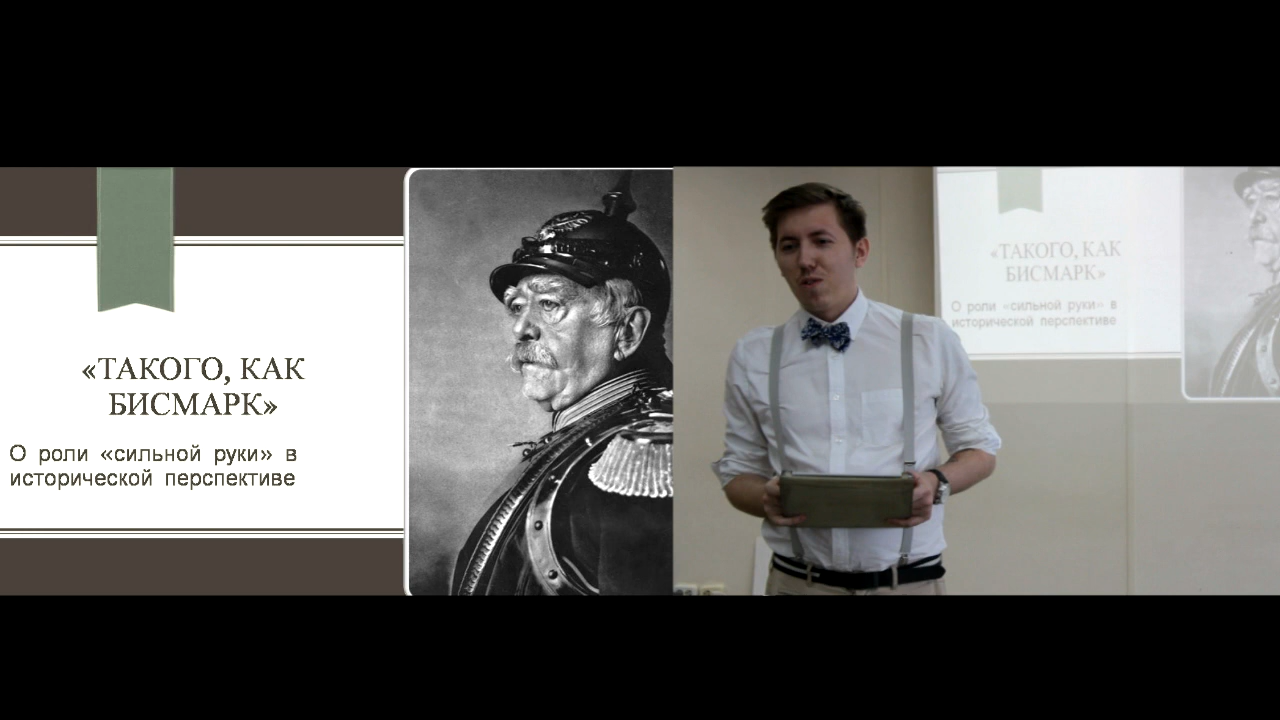 «ТАКОГО, КАК
БИСМАРК»
О роли «сильной руки» в
исторической перспективе
«ТАКОГО, КАК
БИСМАРК»
О роли «сильной руки» в
исторической перспективе